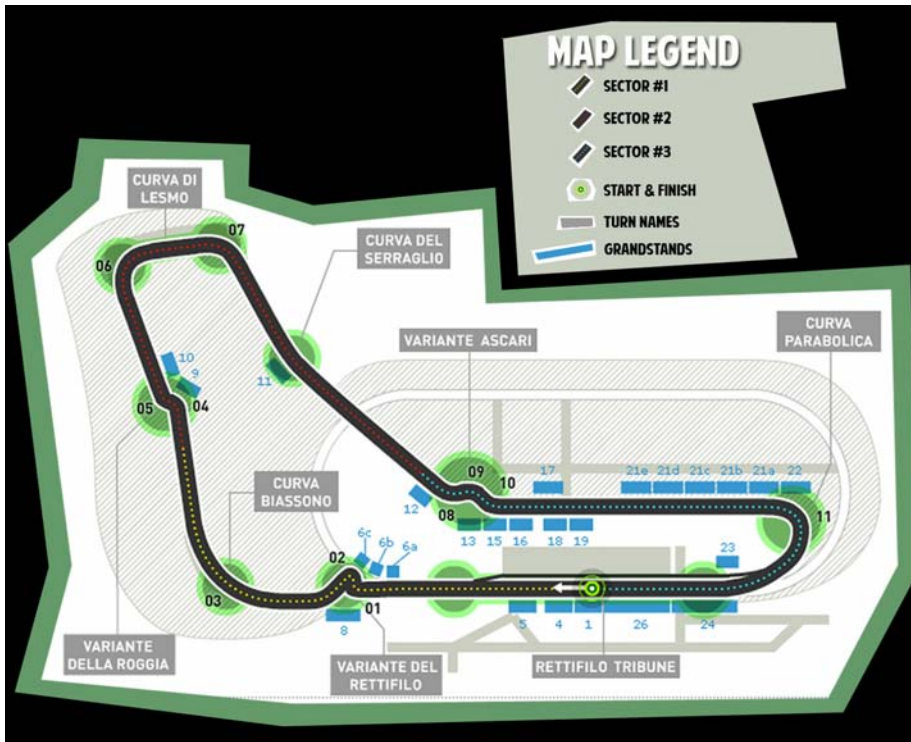 MAP LEGEND
SECTOR #1
SECTOR #2
SECTOR #3
START & FINISH
TURN NAMES
GRANDSTANDS
CURVA DI
LESMO
07
06
CURVA DEL
SERRAGLIO
VARIANTE ASCARI
CURVA
PARABOLICA
10
9
11
05
04
09
10
17
21e
21d
21c
21b
21a
22
CURVA
BIASSONO
12
08
13
15
16
18
19
11
6c
6b
6a
02
23
03
01
8
5
4
1
26
24
VARIANTE
DELLA ROGGIA
VARIANTE DEL
RETTIFILO
RETTIFILO TRIBUNE